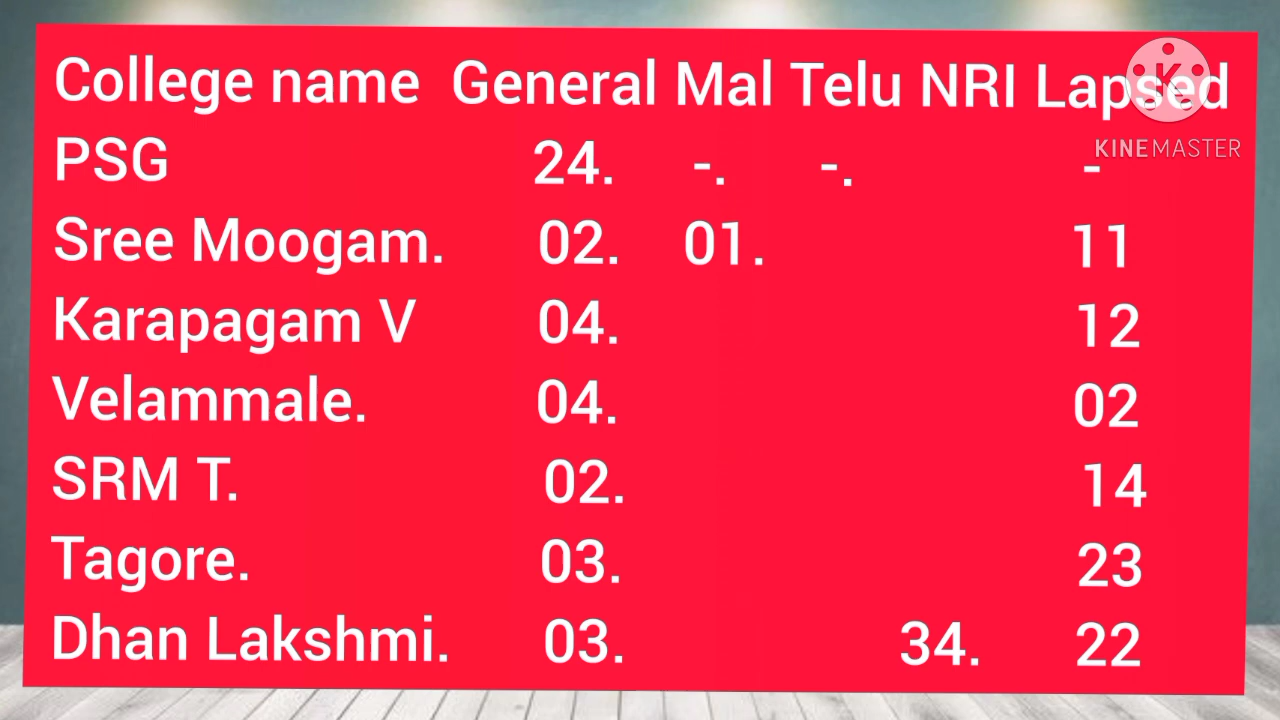 College name General Mal Telu NRI Lapsed
PSG 24. -. -. -
Sree Moogam. 02. 01. 11
Karapagam V 04. 12
Velammale. 04. 02
SRM T. 02. 14
Tagore. 03. 23
Dhan Lakshmi. 03. 34. 22
K
KINEMASTER